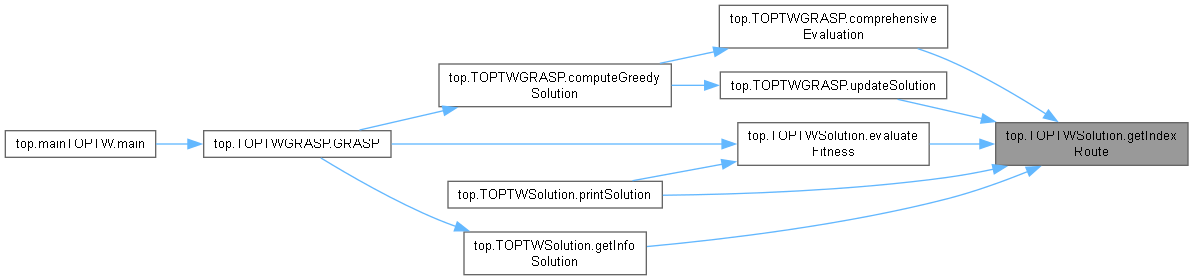 top.TOPTWGRASP.comprehensive
Evaluation
top.TOPTWGRASP.computeGreedy
Solution
top.TOPTWGRASP.updateSolution
top.mainTOPTW.main
top.TOPTWGRASP.GRASP
top.TOPTWSolution.evaluate
Fitness
top.TOPTWSolution.getIndex
Route
top.TOPTWSolution.printSolution
top.TOPTWSolution.getInfo
Solution